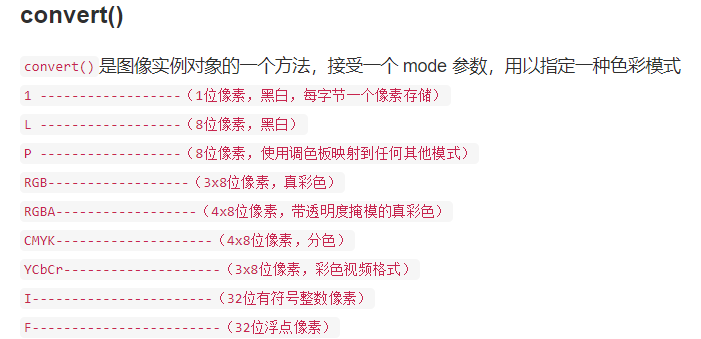 convert()
convert() 是图像实例对象的一个方法，接受一个 mode 参数，用以指定一种色彩模式
1 ------------------（1位像素，黑白，每字节一个像素存储）
L ------------------（8位像素，黑白）
P ------------------（8位像素，使用调色板映射到任何其他模式）
RGB------------------（3x8位像素，真彩色）
RGBA------------------（4x8位像素，带透明度掩模的真彩色）
CMYK--------------------（4x8位像素，分色）
YCbCr--------------------（3x8位像素，彩色视频格式）
I-----------------------（32位有符号整数像素）
F------------------------（32位浮点像素）